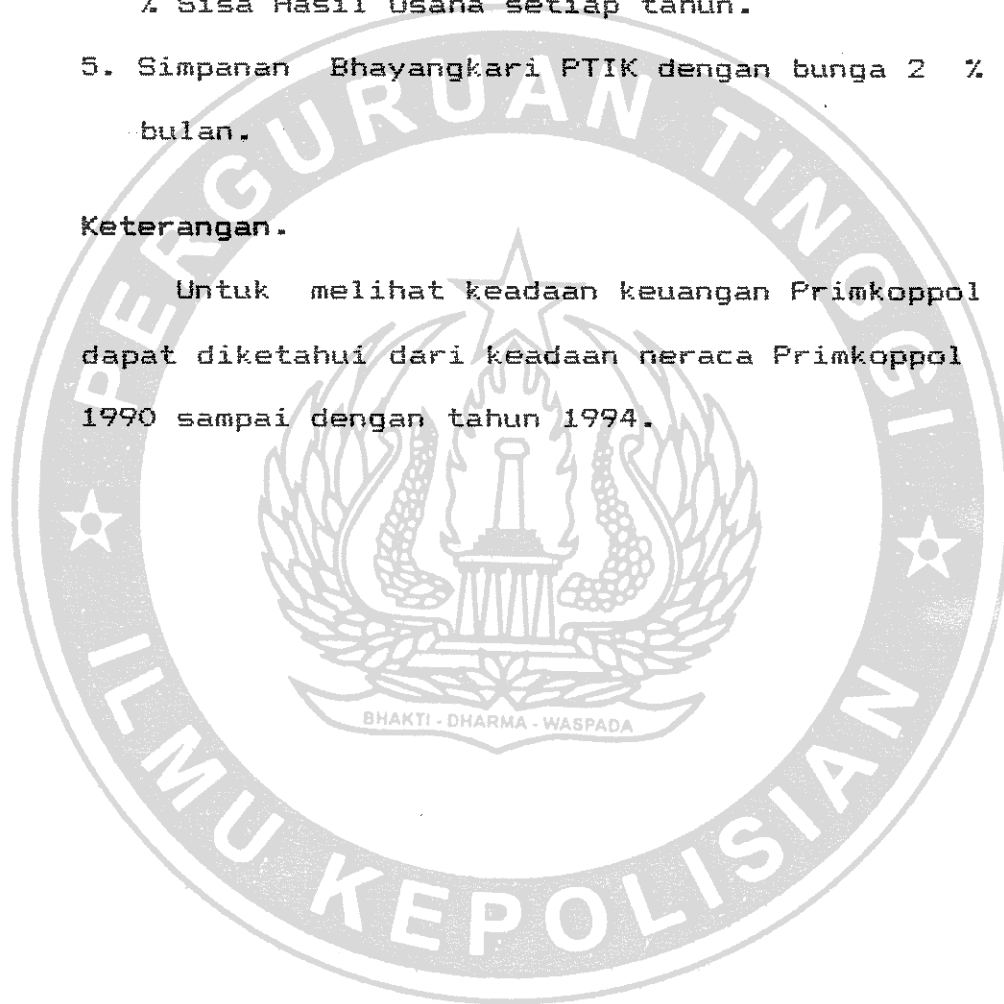 % Sisa Hasil Usaha setiap tahun.
5. Simpanan Bhayangkari PTIK dengan bunga 2 %
bulan.
Keterangan.
Untuk melihat keadaan keuangan Primkoppol
dapat diketahui dari keadaan neraca Primkoppol
1990 sampai dengan tahun 1994.
PERGURUAN TINGGI
BHAKTI - DHARMA - WASPADA
ILMU KEPOLISIAN